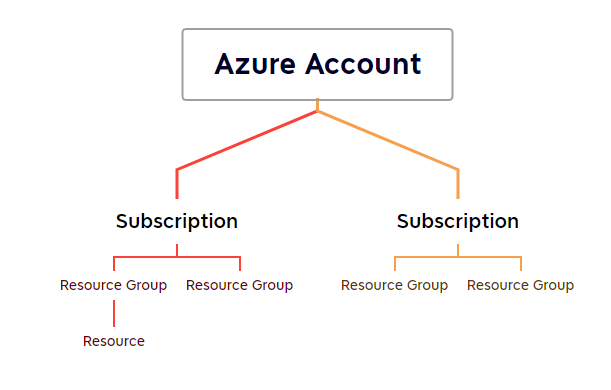 Azure Account
Subscription
Subscription
Resource Group
Resource Group
Resource Group
Resource Group
Resource